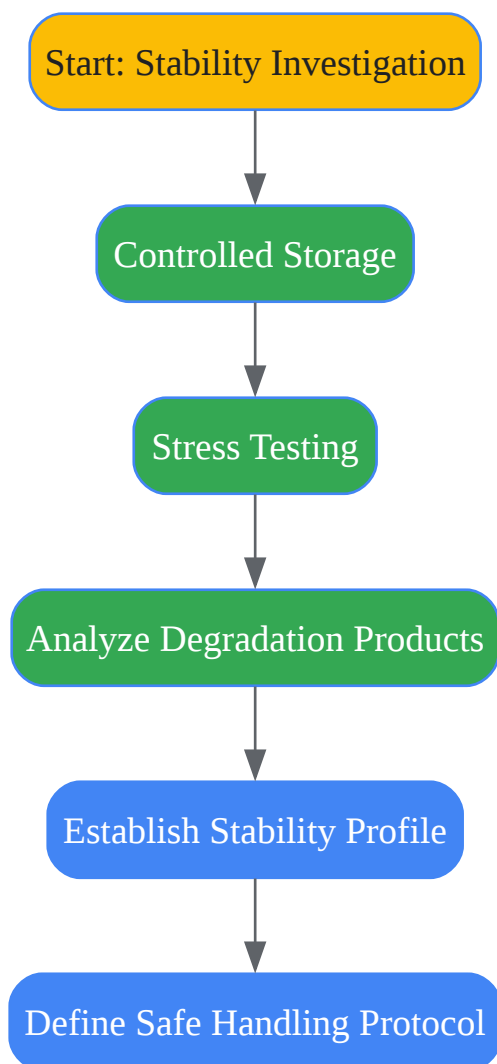 Start: Stability Investigation
Controlled Storage
Stress Testing
Analyze Degradation Products
Establish Stability Profile
Define Safe Handling Protocol